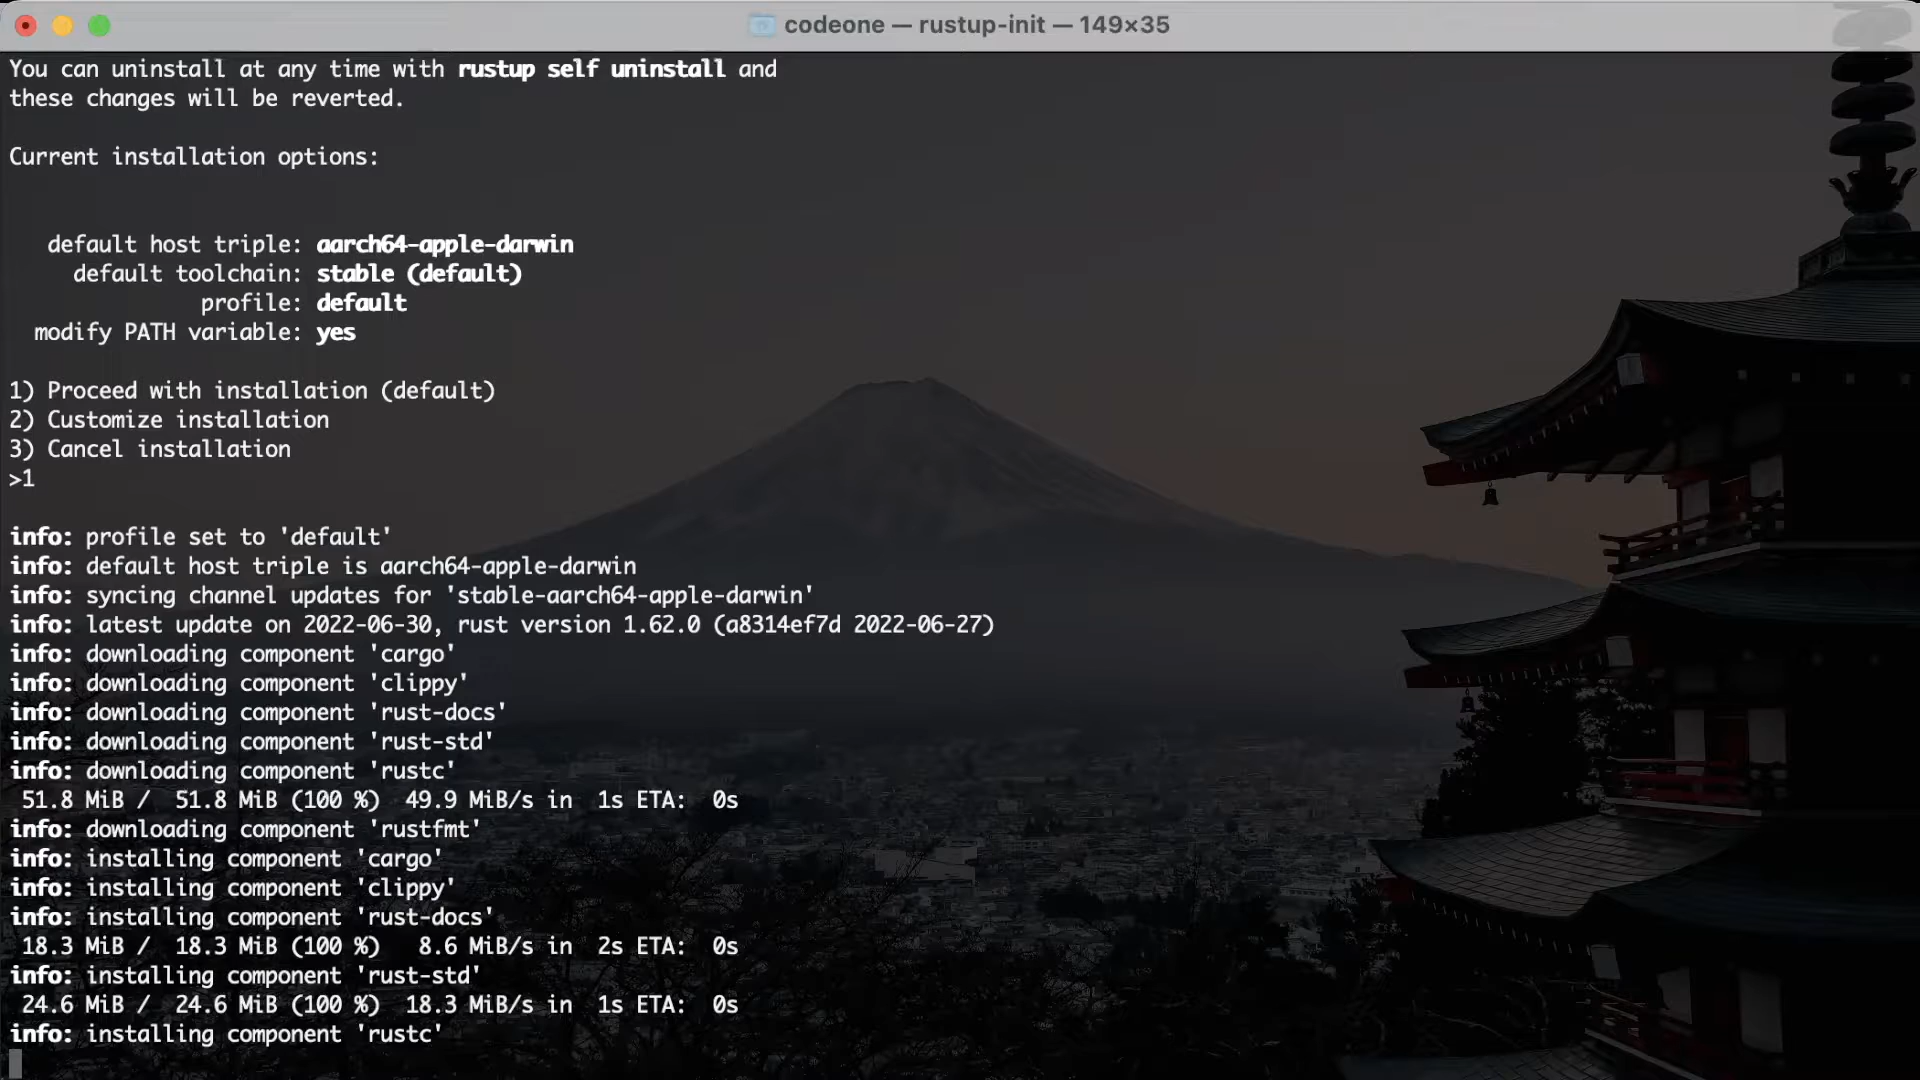 codeone — rustup-init — 149×35
You can uninstall at any time with rustup self uninstall and
these changes will be reverted.
Current installation options:
default host triple: aarch64-apple-darwin
default toolchain: stable (default)
profile: default
modify PATH variable: yes
1) Proceed with installation (default)
2) Customize installation
3) Cancel installation
>1
info: profile set to 'default'
info: default host triple is aarch64-apple-darwin
info: syncing channel updates for 'stable-aarch64-apple-darwin'
info: latest update on 2022-06-30, rust version 1.62.0 (a8314ef7d 2022-06-27)
info: downloading component 'cargo'
info: downloading component 'clippy'
info: downloading component 'rust-docs'
info: downloading component 'rust-std'
info: downloading component 'rustc'
51.8 MiB / 51.8 MiB (100 %) 49.9 MiB/s in 1s ETA: 0s
info: downloading component 'rustfmt'
info: installing component 'cargo'
info: installing component 'clippy'
info: installing component 'rust-docs'
18.3 MiB / 18.3 MiB (100 %) 8.6 MiB/s in 2s ETA: 0s
info: installing component 'rust-std'
24.6 MiB / 24.6 MiB (100 %) 18.3 MiB/s in 1s ETA: 0s
info: installing component 'rustc'